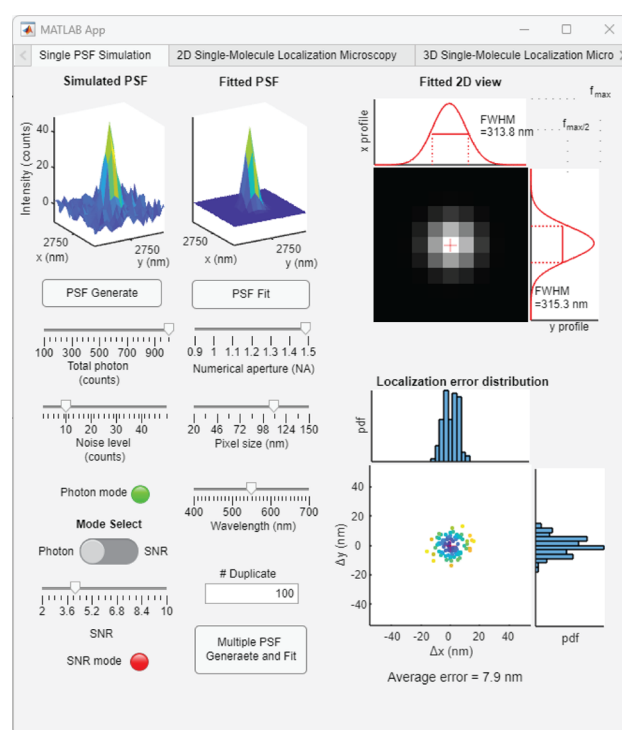 MATLAB App
Single PSF Simulation
2D Single-Molecule Localization Microscopy
3D Single-Molecule Localization Micro
Simulated PSF
Fitted PSF
Fitted 2D view
Intensity (counts)
40
20
0
2750
x (nm)
2750
y (nm)
2750
x (nm)
2750
y (nm)
x profile
FWHM
=313.8 nm
fmax
fmax/2
FWHM
=315.3 nm
y profile
PSF Generate
PSF Fit
100 300 500 700 900
Total photon
(counts)
0.9 1 1.1 1.2 1.3 1.4 1.5
Numerical aperture (NA)
10 20 30 40
Noise level
(counts)
20 46 72 98 124 150
Pixel size (nm)
Photon mode
400 500 600 700
Wavelength (nm)
Mode Select
Photon
SNR
# Duplicate
100
2 3.6 5.2 6.8 8.4 10
SNR
SNR mode
Multiple PSF
Generaete and Fit
Localization error distribution
pdf
40
20
0
-20
-40
Δy (nm)
-40 -20 0 20 40
Δx (nm)
pdf
Average error = 7.9 nm